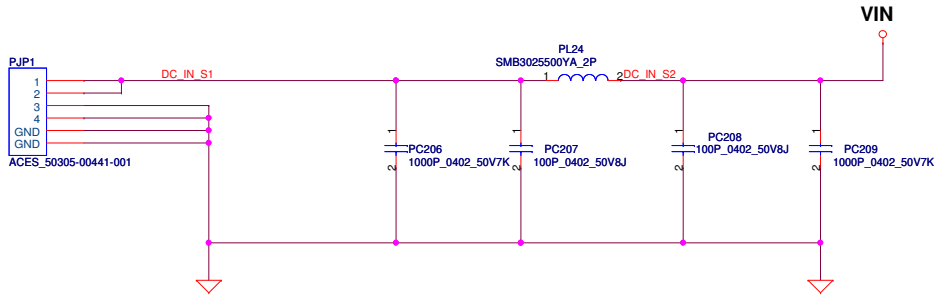 VIN
PJP1
PL24
SMB3025500YA_2P
DC_IN_S1
1
2
DC_IN_S2
1
2
3
4
GND
GND
ACES_50305-00441-001
1
2
PC206
1000P_0402_50V7K
1
2
PC207
100P_0402_50V8J
1
2
PC208
100P_0402_50V8J
1
2
PC209
1000P_0402_50V7K